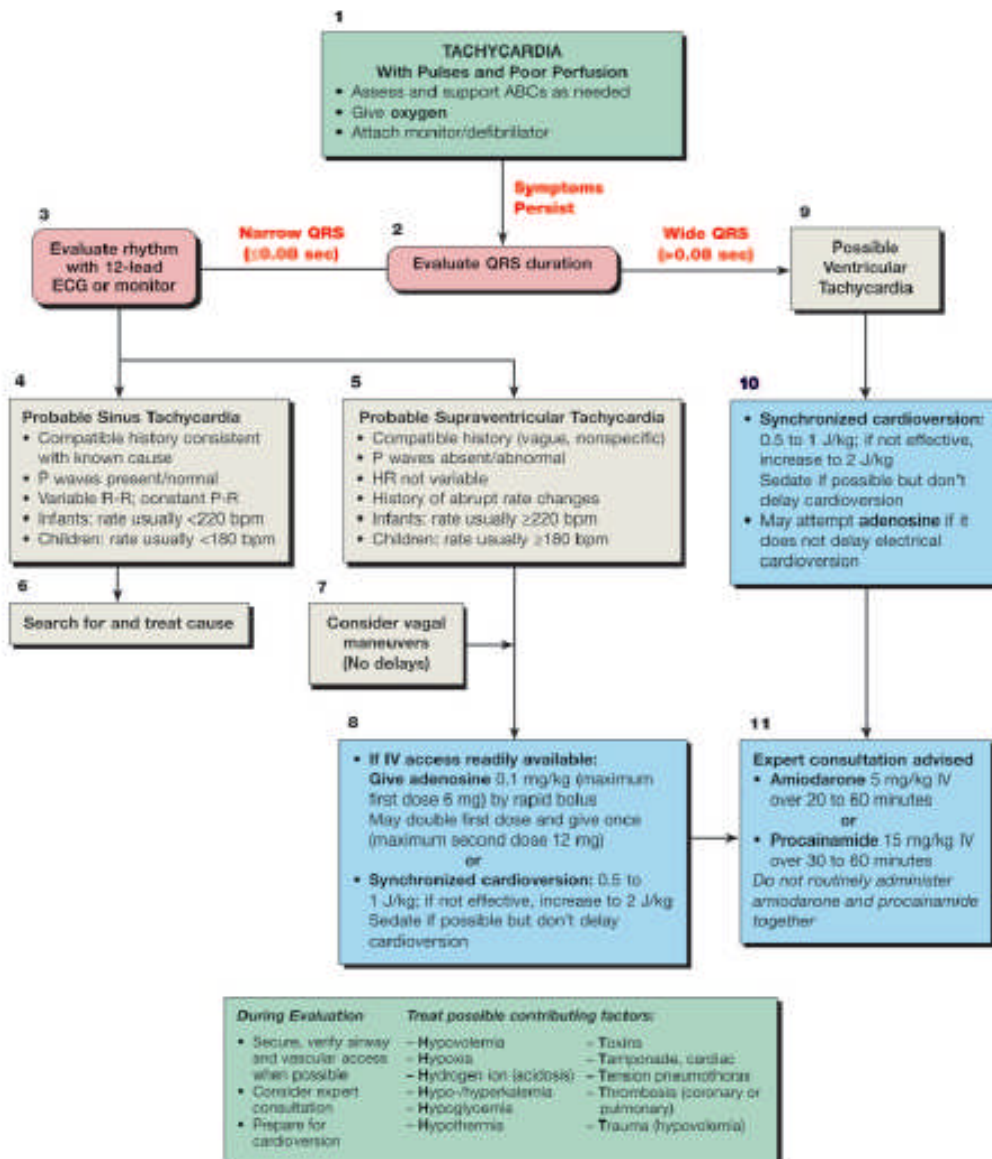 1
TACHYCARDIA
With Pulses and Poor Perfusion
• Assess and support ABCs as needed
• Give oxygen
• Attach monitor/defibrillator
Symptoms
Persist
3
Evaluate rhythm
with 12-lead
ECG or monitor
Narrow QRS
(≤0.08 sec)
2
Evaluate QRS duration
Wide QRS
(>0.08 sec)
9
Possible
Ventricular
Tachycardia
4
Probable Sinus Tachycardia
• Compatible history consistent
with known cause
• P waves present/normal
• Variable R-R; constant P-R
• Infants: rate usually <220 bpm
• Children: rate usually <180 bpm
5
Probable Supraventricular Tachycardia
• Compatible history (vague, nonspecific)
• P waves absent/abnormal
• HR not variable
• History of abrupt rate changes
• Infants: rate usually ≥220 bpm
• Children: rate usually ≥180 bpm
10
• Synchronized cardioversion:
0.5 to 1 J/kg; if not effective,
increase to 2 J/kg
Sedate if possible but don't
delay cardioversion
• May attempt adenosine if it
does not delay electrical
cardioversion
6
Search for and treat cause
7
Consider vagal
maneuvers
(No delays)
8
• If IV access readily available:
Give adenosine 0.1 mg/kg (maximum
first dose 6 mg) by rapid bolus
May double first dose and give once
(maximum second dose 12 mg)
or
• Synchronized cardioversion: 0.5 to
1 J/kg; if not effective, increase to 2 J/kg
Sedate if possible but don't delay
cardioversion
11
Expert consultation advised
• Amiodarone 5 mg/kg IV
over 20 to 60 minutes
or
• Procainamide 15 mg/kg IV
over 30 to 60 minutes
Do not routinely administer
amiodarone and procainamide
together
During Evaluation
• Secure, verify airway
and vascular access
when possible
• Consider expert
consultation
• Prepare for
cardioversion
Treat possible contributing factors:
– Hypovolemia
– Hypoxia
– Hydrogen ion (acidosis)
– Hypo-/hyperkalemia
– Hypoglycemia
– Hypothermia
– Toxins
– Tamponade, cardiac
– Tension pneumothorax
– Thrombosis (coronary or
pulmonary)
– Trauma (hypovolemia)